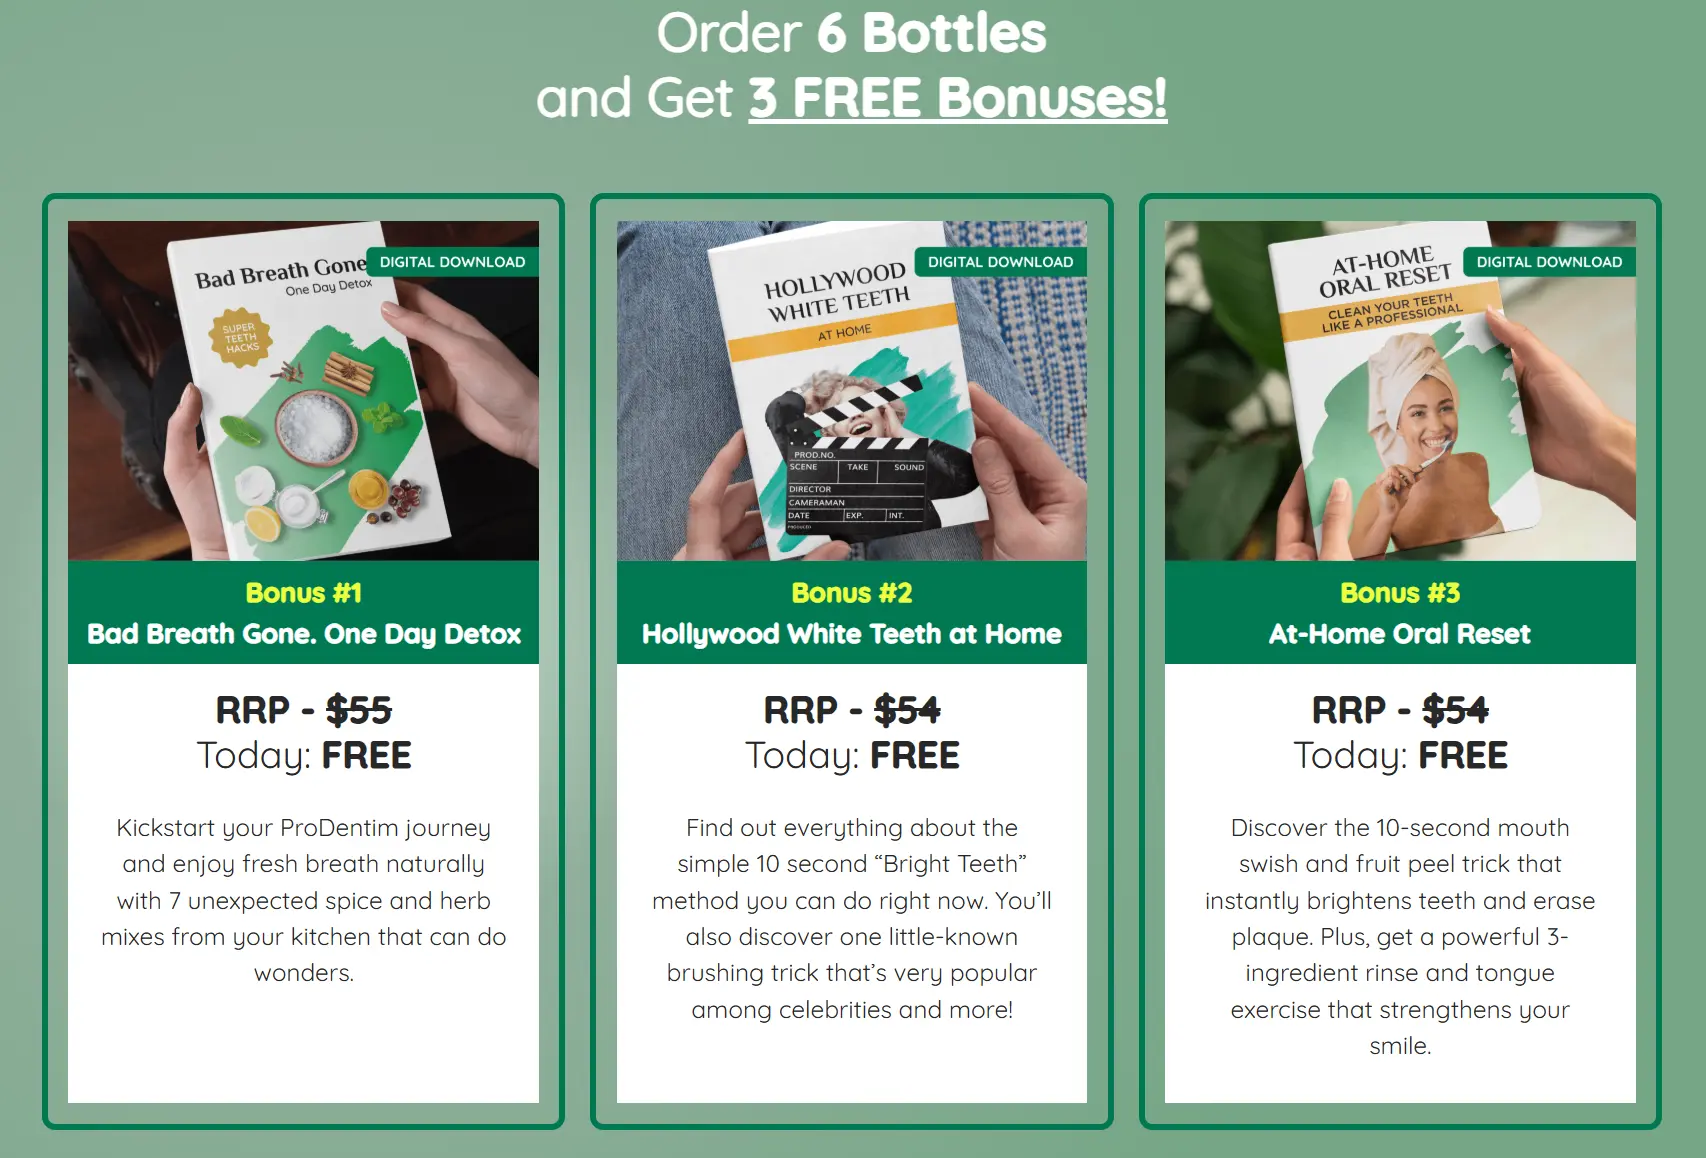 Order 6 Bottles
and Get 3 FREE Bonuses!
Bad Breath Gone
One Day Detox
SUPER
TEETH
HACKS
DIGITAL DOWNLOAD
Bonus #1
Bad Breath Gone. One Day Detox
RRP - $55
Today: FREE
Kickstart your ProDentim journey
and enjoy fresh breath naturally
with 7 unexpected spice and herb
mixes from your kitchen that can do
wonders.
HOLLYWOOD
WHITE TEETH
AT HOME
DIGITAL DOWNLOAD
PROD.NO.
SCENE TAKE SOUND
DIRECTOR
CAMERAMAN
DATE EXP. INT.
PRODUCED
Bonus #2
Hollywood White Teeth at Home
RRP - $54
Today: FREE
Find out everything about the
simple 10 second “Bright Teeth”
method you can do right now. You’ll
also discover one little-known
brushing trick that’s very popular
among celebrities and more!
AT-HOME
ORAL RESET
CLEAN YOUR TEETH
LIKE A PROFESSIONAL
DIGITAL DOWNLOAD
Bonus #3
At-Home Oral Reset
RRP - $54
Today: FREE
Discover the 10-second mouth
swish and fruit peel trick that
instantly brightens teeth and erase
plaque. Plus, get a powerful 3-
ingredient rinse and tongue
exercise that strengthens your
smile.